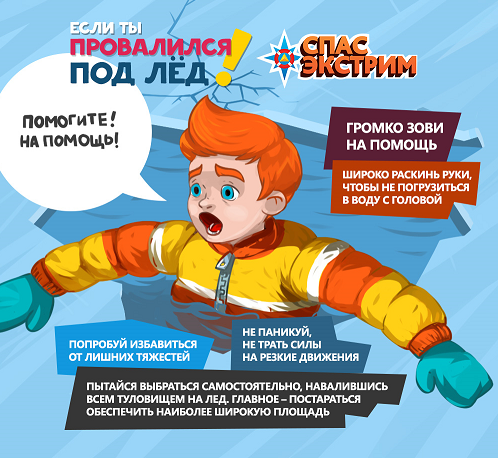 ЕСЛИ ТЫ
ПРОВАЛИЛСЯ
ПОД ЛЁД!
СПАС
ЭКСТРИМ
ПОМОГИТЕ!
НА ПОМОЩЬ!
ГРОМКО ЗОВИ
НА ПОМОЩЬ
ШИРОКО РАСКИНЬ РУКИ,
ЧТОБЫ НЕ ПОГРУЗИТЬСЯ
В ВОДУ С ГОЛОВОЙ
ПОПРОБУЙ ИЗБАВИТЬСЯ
ОТ ЛИШНИХ ТЯЖЕСТЕЙ
НЕ ПАНИКУЙ,
НЕ ТРАТЬ СИЛЫ
НА РЕЗКИЕ ДВИЖЕНИЯ
ПЫТАЙСЯ ВЫБРАТЬСЯ САМОСТОЯТЕЛЬНО, НАВАЛИВШИСЬ
ВСЕМ ТУЛОВИЩЕМ НА ЛЕД. ГЛАВНОЕ – ПОСТАРАТЬСЯ
ОБЕСПЕЧИТЬ НАИБОЛЕЕ ШИРОКУЮ ПЛОЩАДЬ